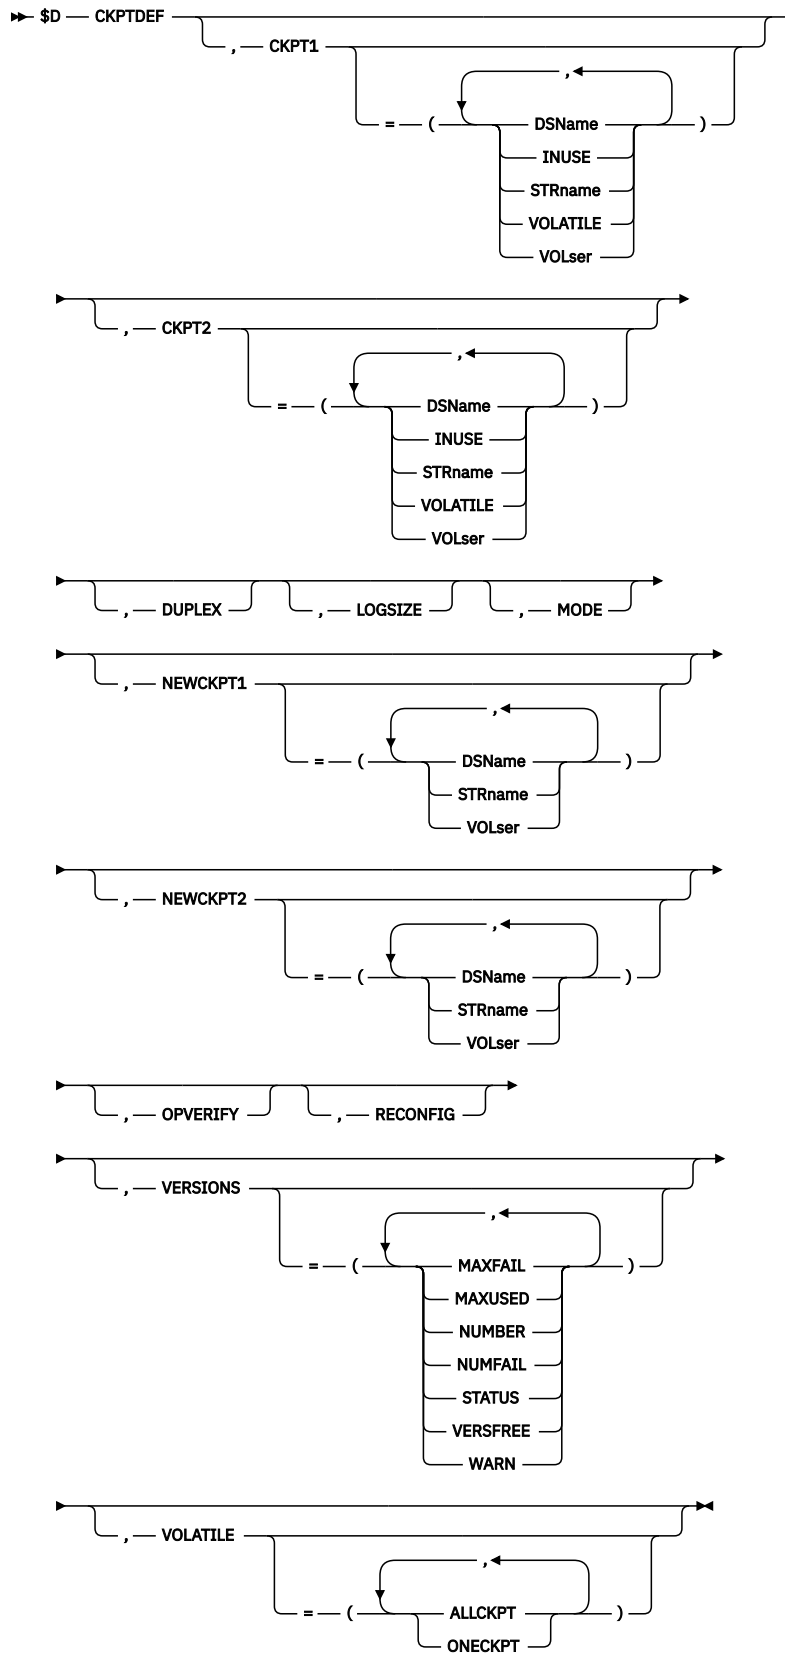 $D CKPTDEF
, CKPT1
,
= ( DSName )
INUSE
STRname
VOLATILE
VOLser
, CKPT2
,
= ( DSName )
INUSE
STRname
VOLATILE
VOLser
, DUPLEX , LOGSIZE , MODE
, NEWCKPT1
,
= ( DSName )
STRname
VOLser
, NEWCKPT2
,
= ( DSName )
STRname
VOLser
, OPVERIFY , RECONFIG
, VERSIONS
,
= ( MAXFAIL )
MAXUSED
NUMBER
NUMFAIL
STATUS
VERSFREE
WARN
, VOLATILE
,
= ( ALLCKPT )
ONECKPT